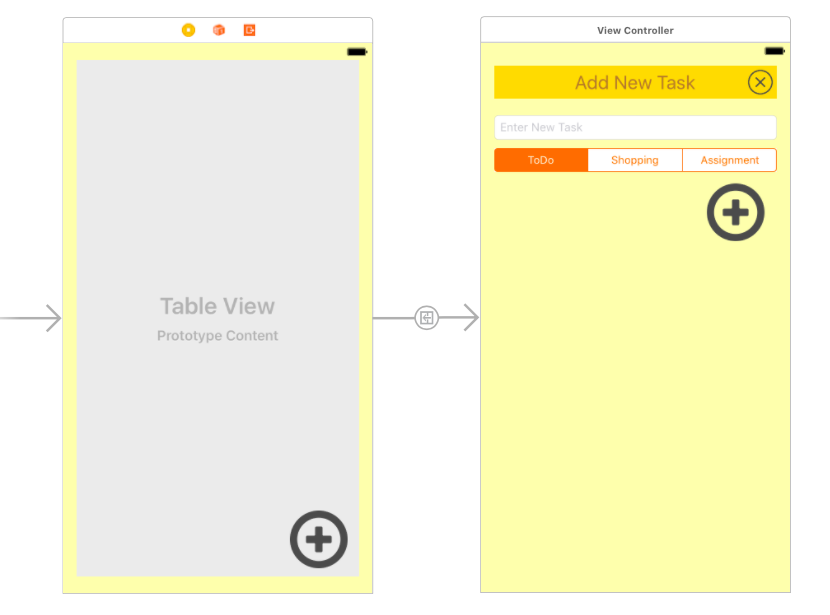 View Controller
Add New Task
Enter New Task
ToDo
Shopping
Assignment
Table View
Prototype Content